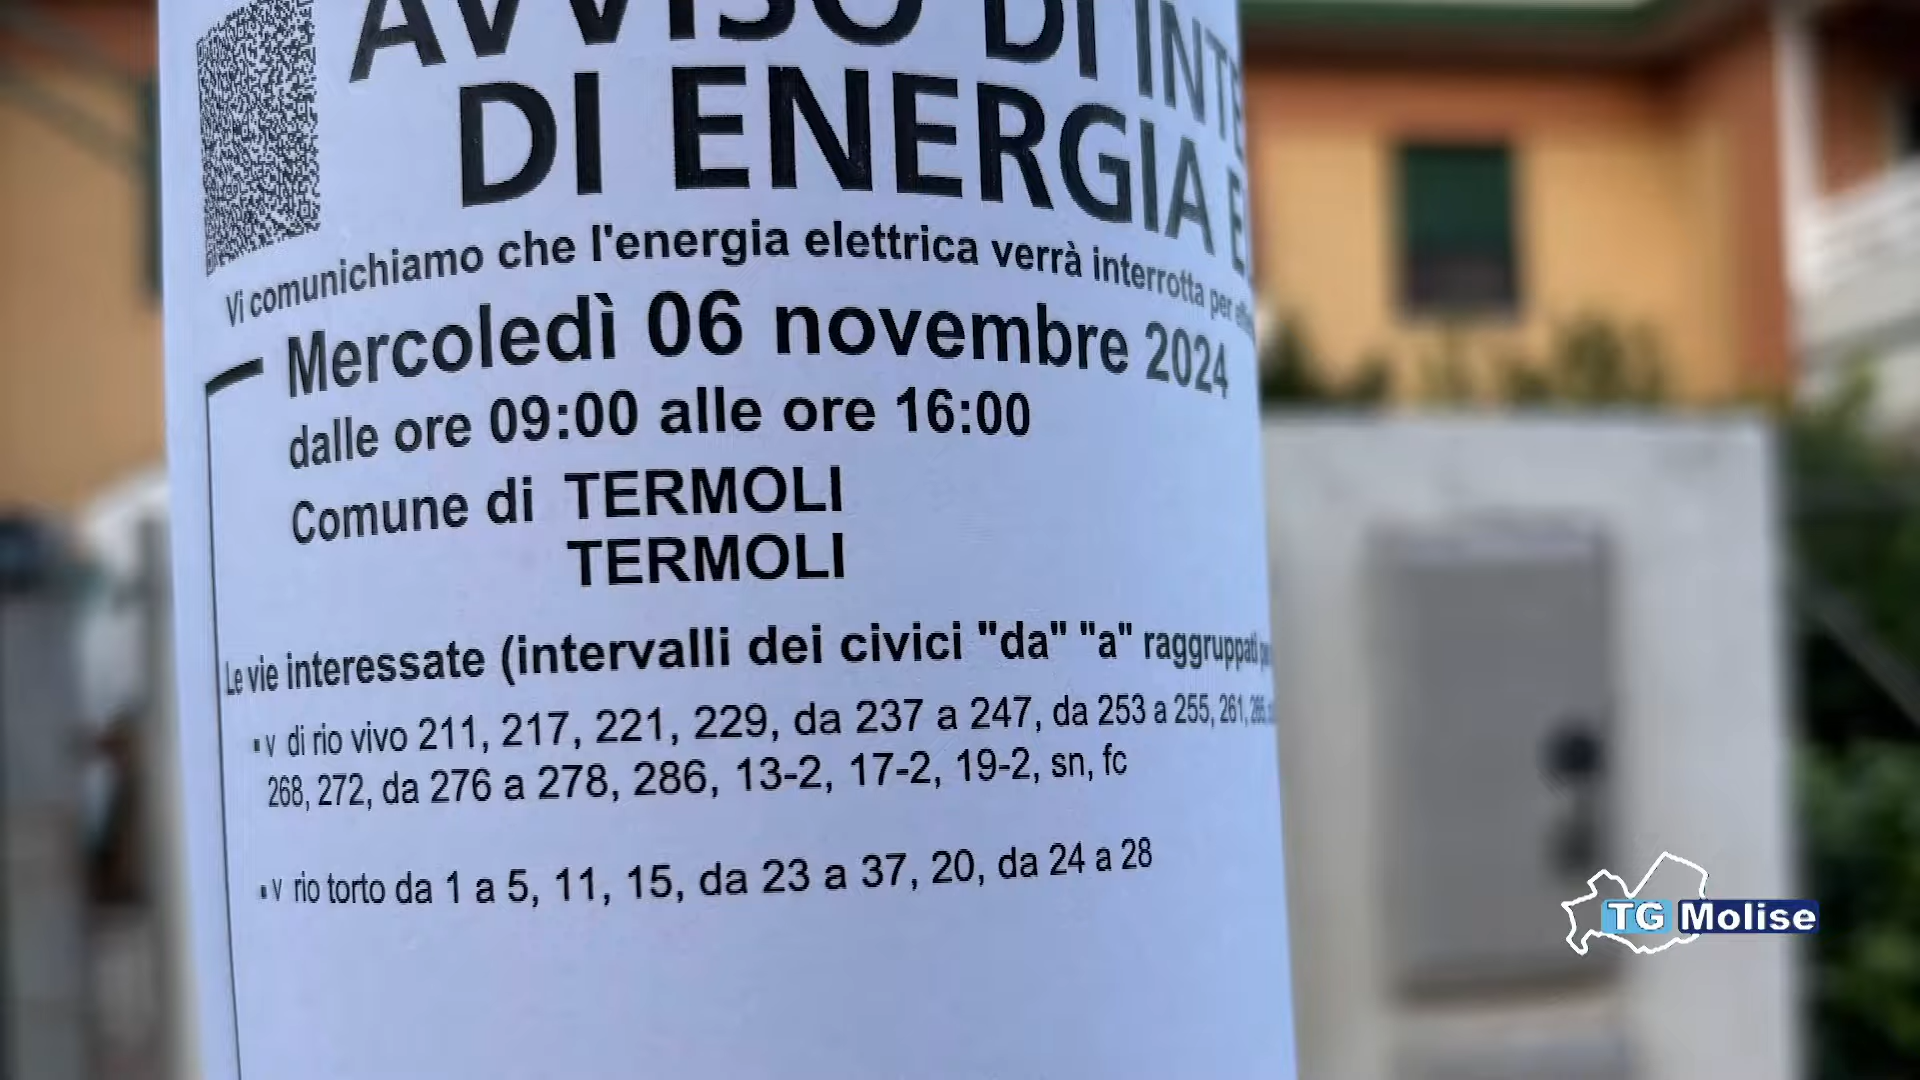 AVVISO DI INTE
DI ENERGIA E
Vi comunichiamo che l'energia elettrica verrà interrotta per
Mercoledì 06 novembre 2024
dalle ore 09:00 alle ore 16:00
Comune di TERMOLI
TERMOLI
Le vie interessate (intervalli dei civici "da" "a" raggruppati
▪ v di rio vivo 211, 217, 221, 229, da 237 a 247, da 253 a 255, 261,
268, 272, da 276 a 278, 286, 13-2, 17-2, 19-2, sn, fc
▪ v rio torto da 1 a 5, 11, 15, da 23 a 37, 20, da 24 a 28
TG Molise